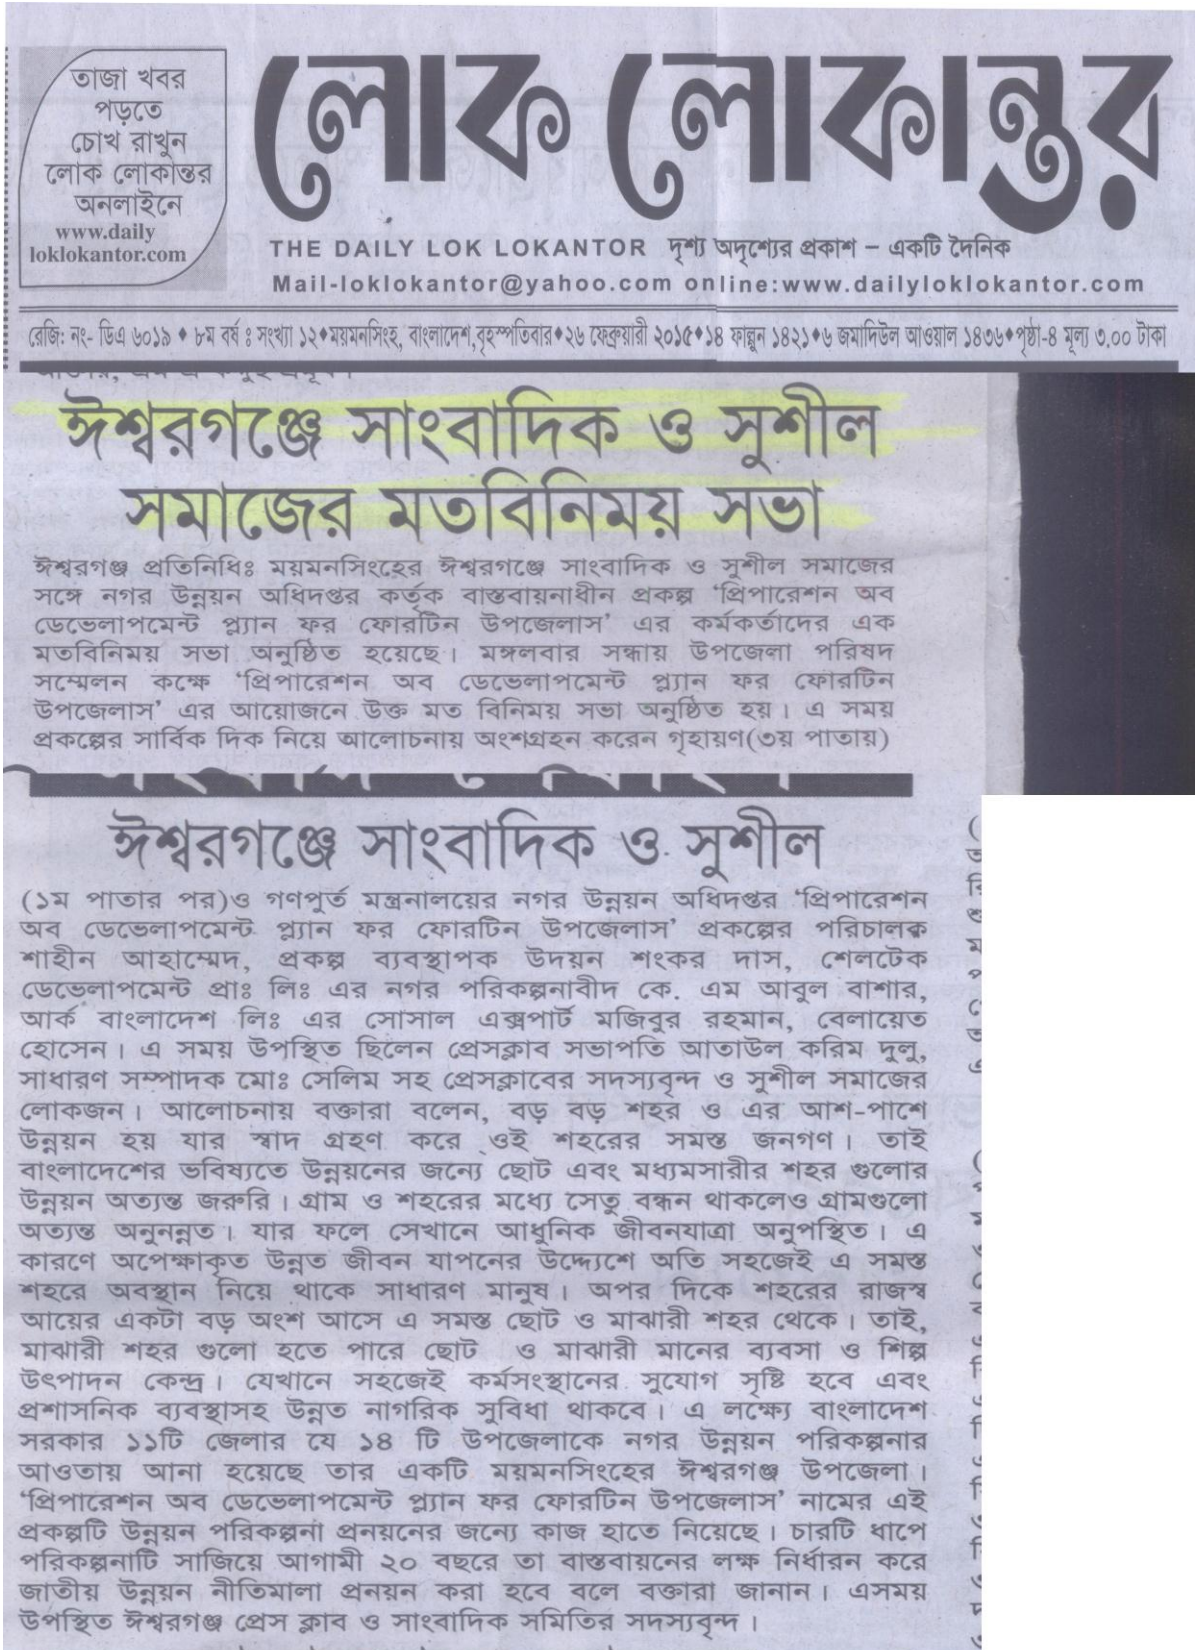 তাজা খবর
পড়তে
চোখ রাখুন
লোক লোকান্তর
অনলাইনে
www.daily
loklokantor.com
লোক লোকান্তর
THE DAILY LOK LOKANTOR দৃশ্য অদৃশ্যের প্রকাশ – একটি দৈনিক
Mail-loklokantor@yahoo.com online:www.dailyloklokantor.com
রেজি: নং- ডিএ ৬০১৯ ♦ ৮ম বর্ষ ঃ সংখ্যা ১২♦ময়মনসিংহ, বাংলাদেশ,বৃহস্পতিবার♦২৬ ফেব্রুয়ারী ২০১৫♦১৪ ফাল্গুন ১৪২১♦৬ জমাদিউল আওয়াল ১৪৩৬♦পৃষ্ঠা-৪ মূল্য ৩.০০ টাকা
ঈশ্বরগঞ্জে সাংবাদিক ও সুশীল
সমাজের মতবিনিময় সভা
ঈশ্বরগঞ্জ প্রতিনিধিঃ ময়মনসিংহের ঈশ্বরগঞ্জে সাংবাদিক ও সুশীল সমাজের
সঙ্গে নগর উন্নয়ন অধিদপ্তর কর্তৃক বাস্তবায়নাধীন প্রকল্প ‘প্রিপারেশন অব
ডেভেলাপমেন্ট প্ল্যান ফর ফোরটিন উপজেলাস’ এর কর্মকর্তাদের এক
মতবিনিময় সভা অনুষ্ঠিত হয়েছে। মঙ্গলবার সন্ধায় উপজেলা পরিষদ
সম্মেলন কক্ষে ‘প্রিপারেশন অব ডেভেলাপমেন্ট প্ল্যান ফর ফোরটিন
উপজেলাস’ এর আয়োজনে উক্ত মত বিনিময় সভা অনুষ্ঠিত হয়। এ সময়
প্রকল্পের সার্বিক দিক নিয়ে আলোচনায় অংশগ্রহন করেন গৃহায়ণ(৩য় পাতায়)
ঈশ্বরগঞ্জে সাংবাদিক ও সুশীল
(১ম পাতার পর)ও গণপুর্ত মন্ত্রনালয়ের নগর উন্নয়ন অধিদপ্তর ‘প্রিপারেশন
অব ডেভেলাপমেন্ট প্ল্যান ফর ফোরটিন উপজেলাস’ প্রকল্পের পরিচালক
শাহীন আহাম্মেদ, প্রকল্প ব্যবস্থাপক উদয়ন শংকর দাস, শেলটেক
ডেভেলাপমেন্ট প্রাঃ লিঃ এর নগর পরিকল্পনাবীদ কে. এম আবুল বাশার,
আর্ক বাংলাদেশ লিঃ এর সোসাল এক্সপার্ট মজিবুর রহমান, বেলায়েত
হোসেন। এ সময় উপস্থিত ছিলেন প্রেসক্লাব সভাপতি আতাউল করিম দুলু,
সাধারণ সম্পাদক মোঃ সেলিম সহ প্রেসক্লাবের সদস্যবৃন্দ ও সুশীল সমাজের
লোকজন। আলোচনায় বক্তারা বলেন, বড় বড় শহর ও এর আশ-পাশে
উন্নয়ন হয় যার স্বাদ গ্রহণ করে ওই শহরের সমস্ত জনগণ। তাই
বাংলাদেশের ভবিষ্যতে উন্নয়নের জন্যে ছোট এবং মধ্যমসারীর শহর গুলোর
উন্নয়ন অত্যন্ত জরুরি। গ্রাম ও শহরের মধ্যে সেতু বন্ধন থাকলেও গ্রামগুলো
অত্যন্ত অনুনন্নত। যার ফলে সেখানে আধুনিক জীবনযাত্রা অনুপস্থিত। এ
কারণে অপেক্ষাকৃত উন্নত জীবন যাপনের উদ্দ্যেশে অতি সহজেই এ সমস্ত
শহরে অবস্থান নিয়ে থাকে সাধারণ মানুষ। অপর দিকে শহরের রাজস্ব
আয়ের একটা বড় অংশ আসে এ সমস্ত ছোট ও মাঝারী শহর থেকে। তাই,
মাঝারী শহর গুলো হতে পারে ছোট ও মাঝারী মানের ব্যবসা ও শিল্প
উৎপাদন কেন্দ্র। যেখানে সহজেই কর্মসংস্থানের সুযোগ সৃষ্টি হবে এবং
প্রশাসনিক ব্যবস্থাসহ উন্নত নাগরিক সুবিধা থাকবে। এ লক্ষ্যে বাংলাদেশ
সরকার ১১টি জেলার যে ১৪ টি উপজেলাকে নগর উন্নয়ন পরিকল্পনার
আওতায় আনা হয়েছে তার একটি ময়মনসিংহের ঈশ্বরগঞ্জ উপজেলা।
‘প্রিপারেশন অব ডেভেলাপমেন্ট প্ল্যান ফর ফোরটিন উপজেলাস’ নামের এই
প্রকল্পটি উন্নয়ন পরিকল্পনা প্রনয়নের জন্যে কাজ হাতে নিয়েছে। চারটি ধাপে
পরিকল্পনাটি সাজিয়ে আগামী ২০ বছরে তা বাস্তবায়নের লক্ষ নির্ধারন করে
জাতীয় উন্নয়ন নীতিমালা প্রনয়ন করা হবে বলে বক্তারা জানান। এসময়
উপস্থিত ঈশ্বরগঞ্জ প্রেস ক্লাব ও সাংবাদিক সমিতির সদস্যবৃন্দ।